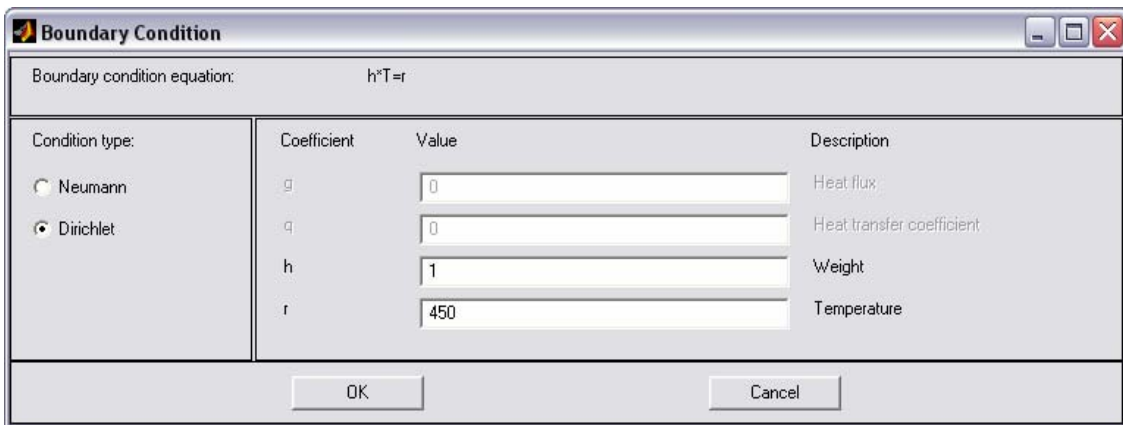 Boundary Condition
Boundary condition equation: h*T=r
Condition type: Coefficient Value Description
Neumann g 0 Heat flux
Dirichlet q 0 Heat transfer coefficient
h 1 Weight
r 450 Temperature
OK Cancel